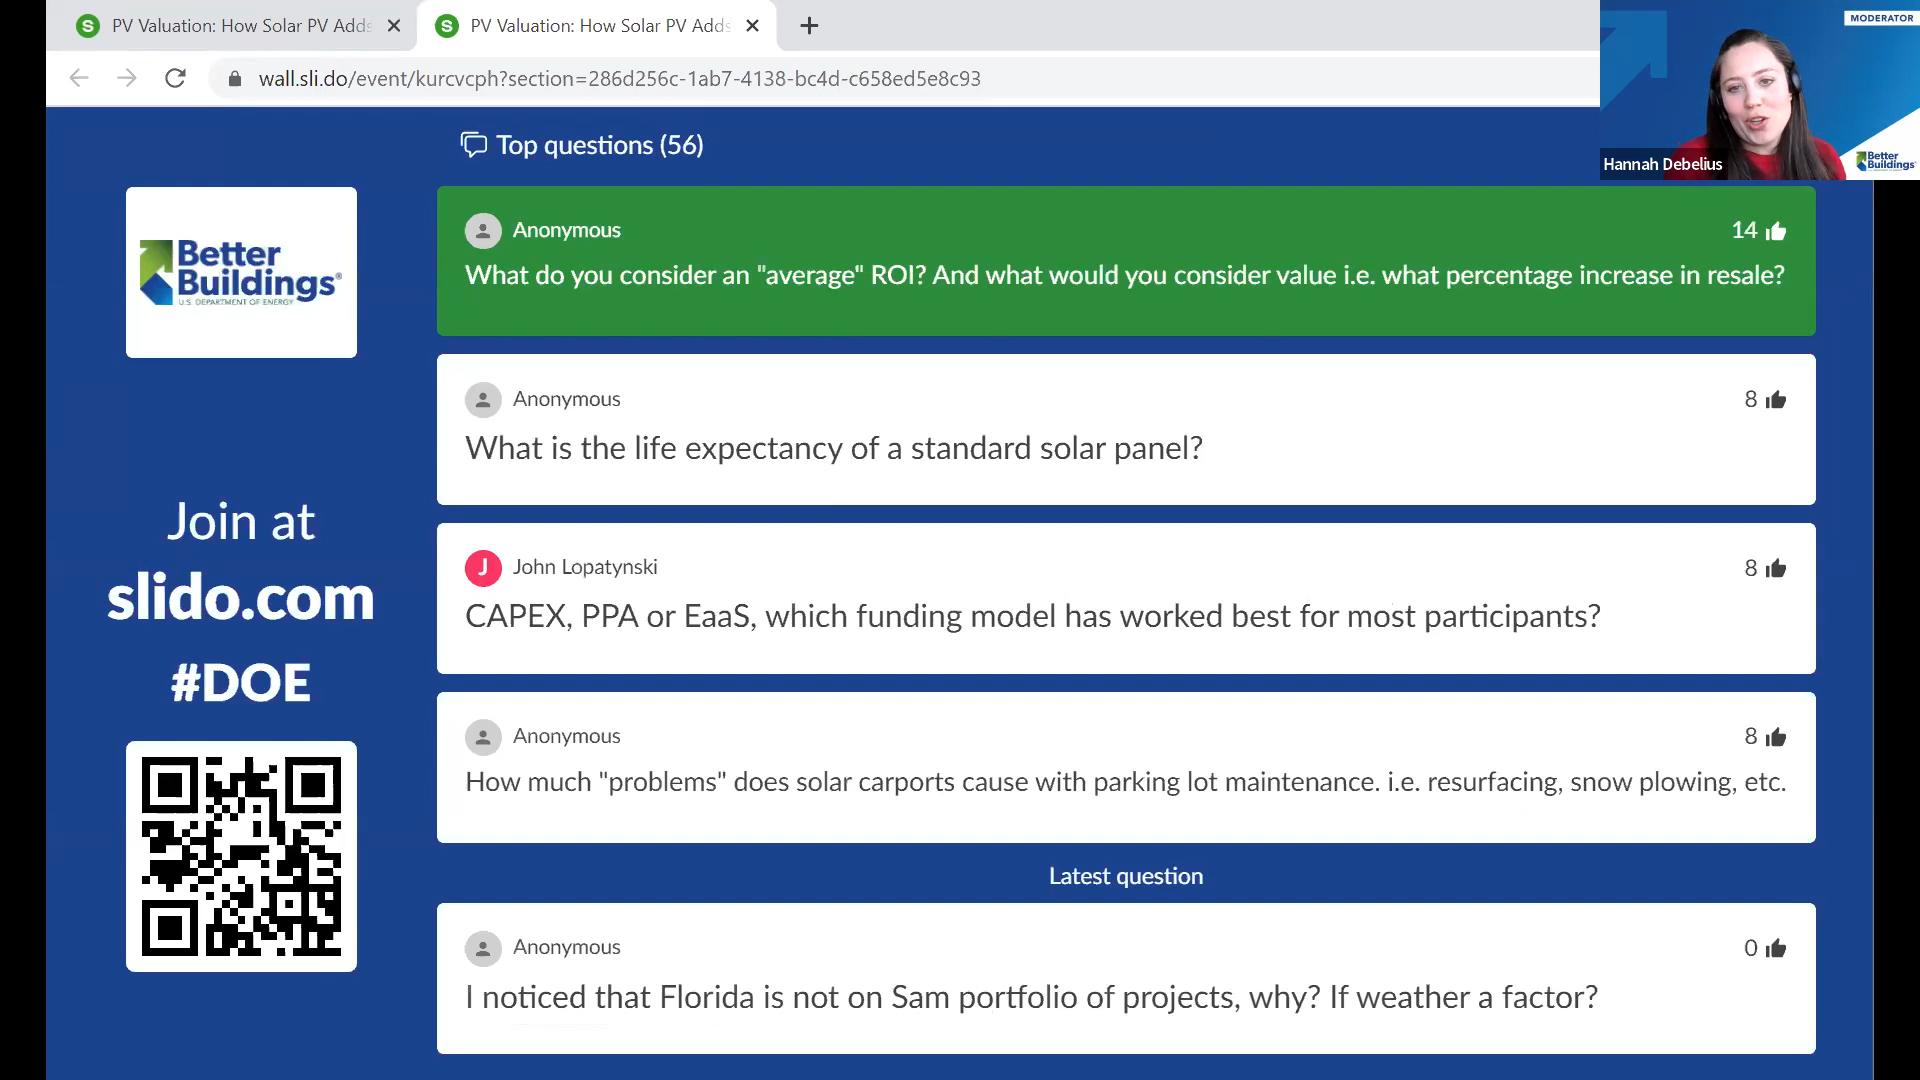 PV Valuation: How Solar PV Adds
PV Valuation: How Solar PV Adds
wall.sli.do/event/kurcvcph?section=286d256c-1ab7-4138-bc4d-c658ed5e8c93
MODERATOR
Hannah Debelius
Better
Buildings
Top questions (56)
Better
Buildings®
U.S. DEPARTMENT OF ENERGY
Join at
slido.com
#DOE
Anonymous
14
What do you consider an "average" ROI? And what would you consider value i.e. what percentage increase in resale?
Anonymous
8
What is the life expectancy of a standard solar panel?
J
John Lopatynski
8
CAPEX, PPA or EaaS, which funding model has worked best for most participants?
Anonymous
8
How much "problems" does solar carports cause with parking lot maintenance. i.e. resurfacing, snow plowing, etc.
Latest question
Anonymous
0
I noticed that Florida is not on Sam portfolio of projects, why? If weather a factor?